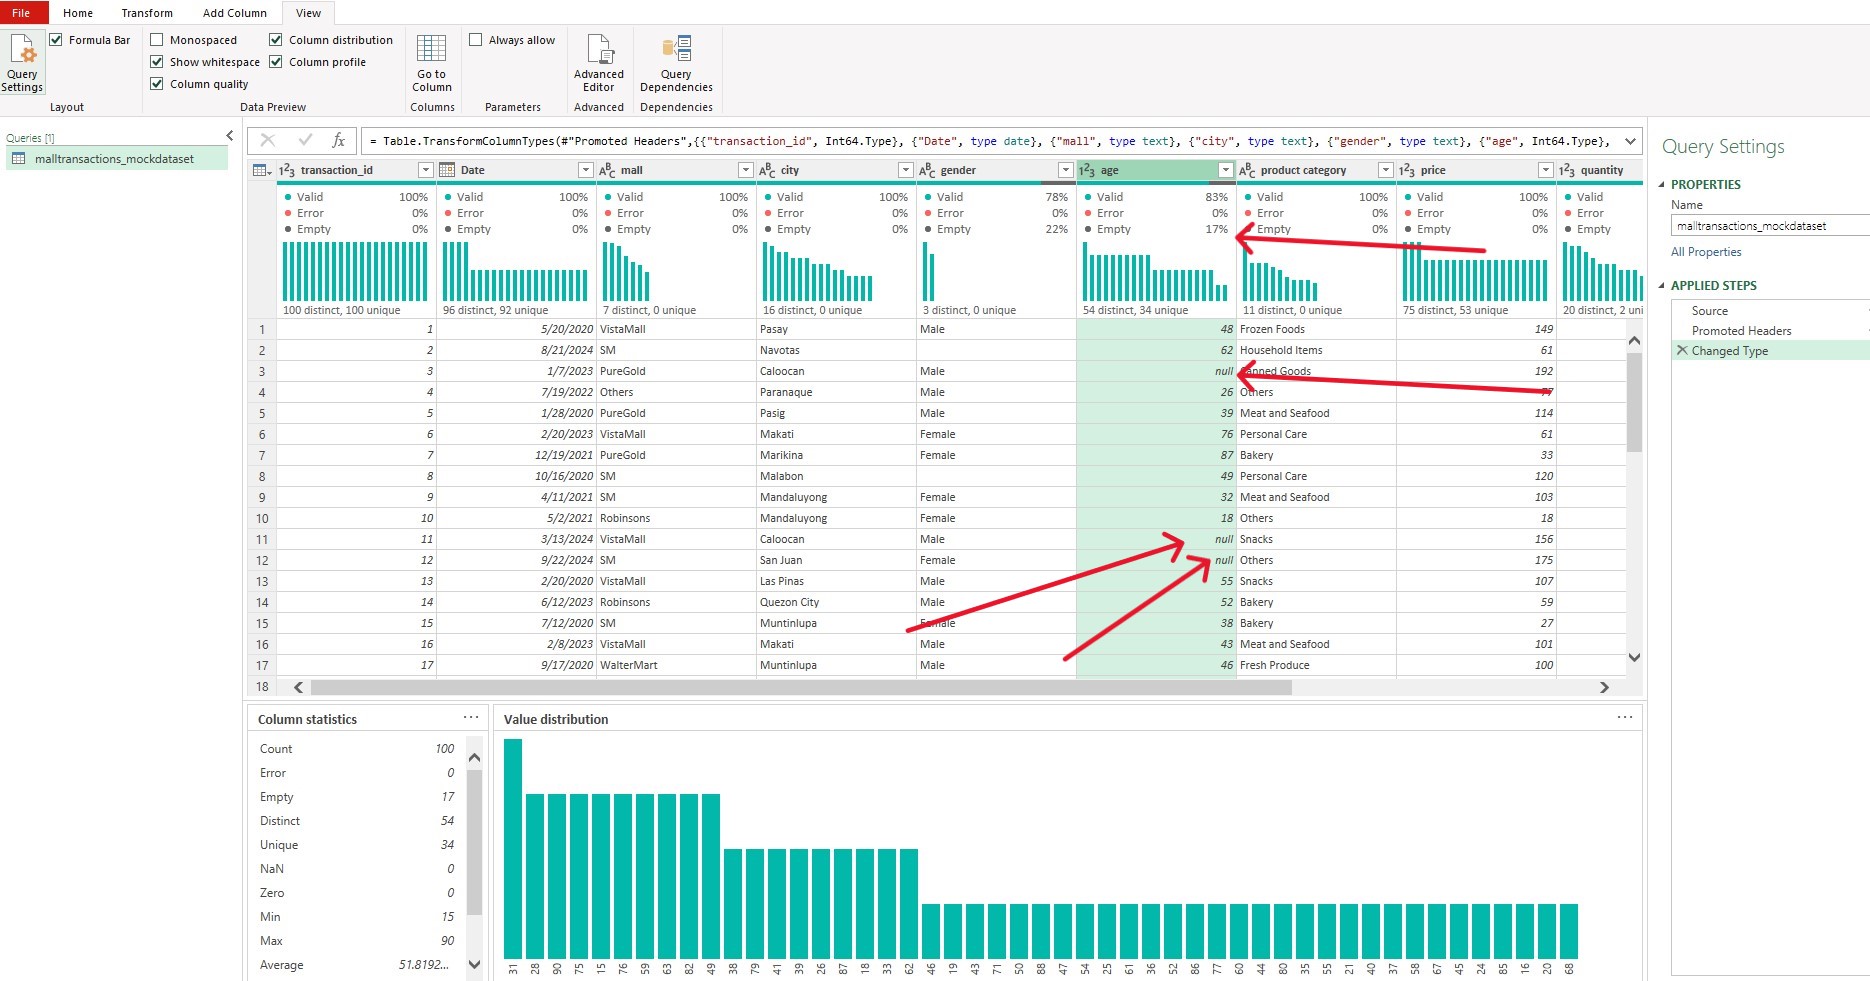 File Home Transform Add Column View
Formula Bar Monospaced Column distribution Always allow
Show whitespace Column profile
Query Settings Column quality Go to Column Advanced Editor Query Dependencies
Layout Data Preview Columns Parameters Advanced Dependencies
Queries [1]
malltransactions_mockdataset
fx = Table.TransformColumnTypes(#"Promoted Headers",{{"transaction_id", Int64.Type}, {"Date", type date}, {"mall", type text}, {"city", type text}, {"gender", type text}, {"age", Int64.Type},
123 transaction_id Date ABC mall ABC city ABC gender 123 age ABC product category 123 price 123 quantity
Valid 100% Valid 100% Valid 100% Valid 100% Valid 78% Valid 83% Valid 100% Valid 100% Valid
Error 0% Error 0% Error 0% Error 0% Error 0% Error 0% Error 0% Error 0% Error
Empty 0% Empty 0% Empty 0% Empty 0% Empty 22% Empty 17% Empty 0% Empty 0% Empty
100 distinct, 100 unique 96 distinct, 92 unique 7 distinct, 0 unique 16 distinct, 0 unique 3 distinct, 0 unique 54 distinct, 34 unique 11 distinct, 0 unique 75 distinct, 53 unique 20 distinct, 2 uni
1 1 5/20/2020 VistaMall Pasay Male 48 Frozen Foods 149
2 2 8/21/2024 SM Navotas 62 Household Items 61
3 3 1/7/2023 PureGold Caloocan Male null Canned Goods 192
4 4 7/19/2022 Others Paranaque Male 26 Others 77
5 5 1/28/2020 PureGold Pasig Male 39 Meat and Seafood 114
6 6 2/20/2023 VistaMall Makati Female 76 Personal Care 61
7 7 12/19/2021 PureGold Marikina Female 87 Bakery 33
8 8 10/16/2020 SM Malabon 49 Personal Care 120
9 9 4/11/2021 SM Mandaluyong Female 32 Meat and Seafood 103
10 10 5/2/2021 Robinsons Mandaluyong Female 18 Others 18
11 11 3/13/2024 VistaMall Caloocan Male null Snacks 156
12 12 9/22/2024 SM San Juan Female null Others 175
13 13 2/20/2020 VistaMall Las Pinas Male 55 Snacks 107
14 14 6/12/2023 Robinsons Quezon City Male 52 Bakery 59
15 15 7/12/2020 SM Muntinlupa Female 38 Bakery 27
16 16 2/8/2023 VistaMall Makati Male 43 Meat and Seafood 101
17 17 9/17/2020 WalterMart Muntinlupa Male 46 Fresh Produce 100
18
Query Settings
PROPERTIES
Name
malltransactions_mockdataset
All Properties
APPLIED STEPS
Source
Promoted Headers
Changed Type
Column statistics
Count 100
Error 0
Empty 17
Distinct 54
Unique 34
NaN 0
Zero 0
Min 15
Max 90
Average 51.8192...
Value distribution
31 28 90 75 15 76 59 63 82 49 38 79 41 39 26 87 18 33 62 46 19 43 71 50 88 47 54 25 61 36 52 86 77 60 44 80 35 55 21 40 37 58 67 45 24 85 16 20 68